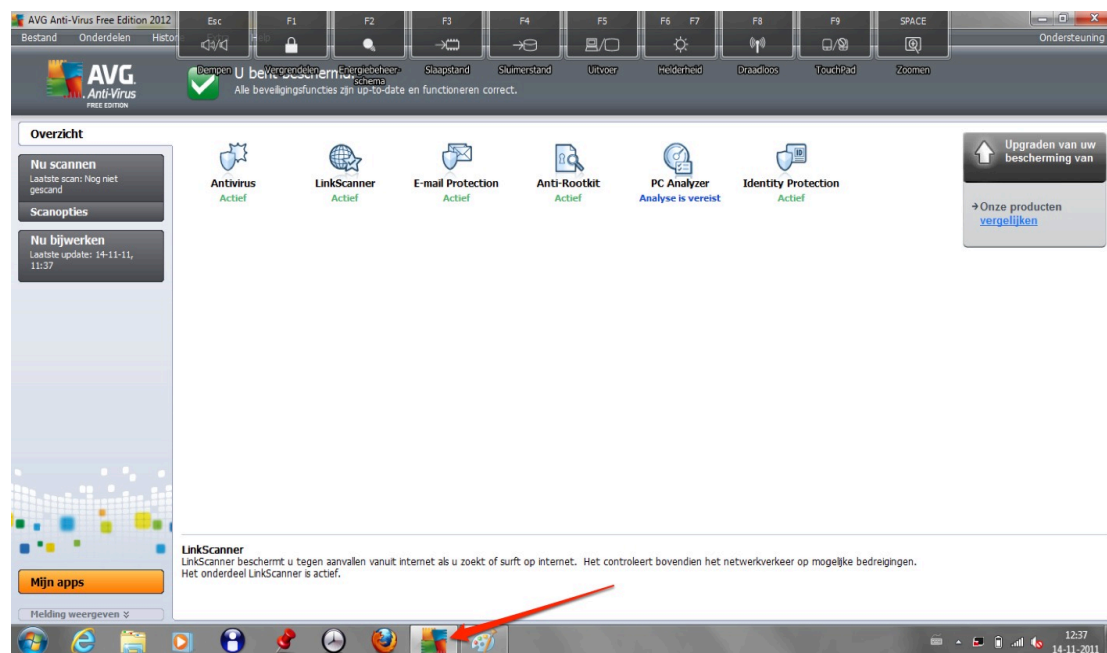 AVG Anti-Virus Free Edition 2012
Esc F1 F2 F3 F4 F5 F6 F7 F8 F9 SPACE
Bestand Onderdelen Histo Help Ondersteuning
Dempen Vergrendelen Energiebeheer-schema Slaapstand Sluimerstand Uitvoer Helderheid Draadloos TouchPad Zoomen
AVG.
Anti-Virus
FREE EDITION
U bent
Alle beveiligingsfuncties zijn up-to-date en functioneren correct.
Overzicht
Nu scannen
Laatste scan: Nog niet
gescand
Scanopties
Nu bijwerken
Laatste update: 14-11-11,
11:37
Antivirus
Actief
LinkScanner
Actief
E-mail Protection
Actief
Anti-Rootkit
Actief
PC Analyzer
Analyse is vereist
Identity Protection
Actief
Upgraden van uw
bescherming van
Onze producten
vergelijken
LinkScanner
LinkScanner beschermt u tegen aanvallen vanuit internet als u zoekt of surft op internet. Het controleert bovendien het netwerkverkeer op mogelijke bedreigingen.
Het onderdeel LinkScanner is actief.
Mijn apps
Melding weergeven
12:37
14-11-2011